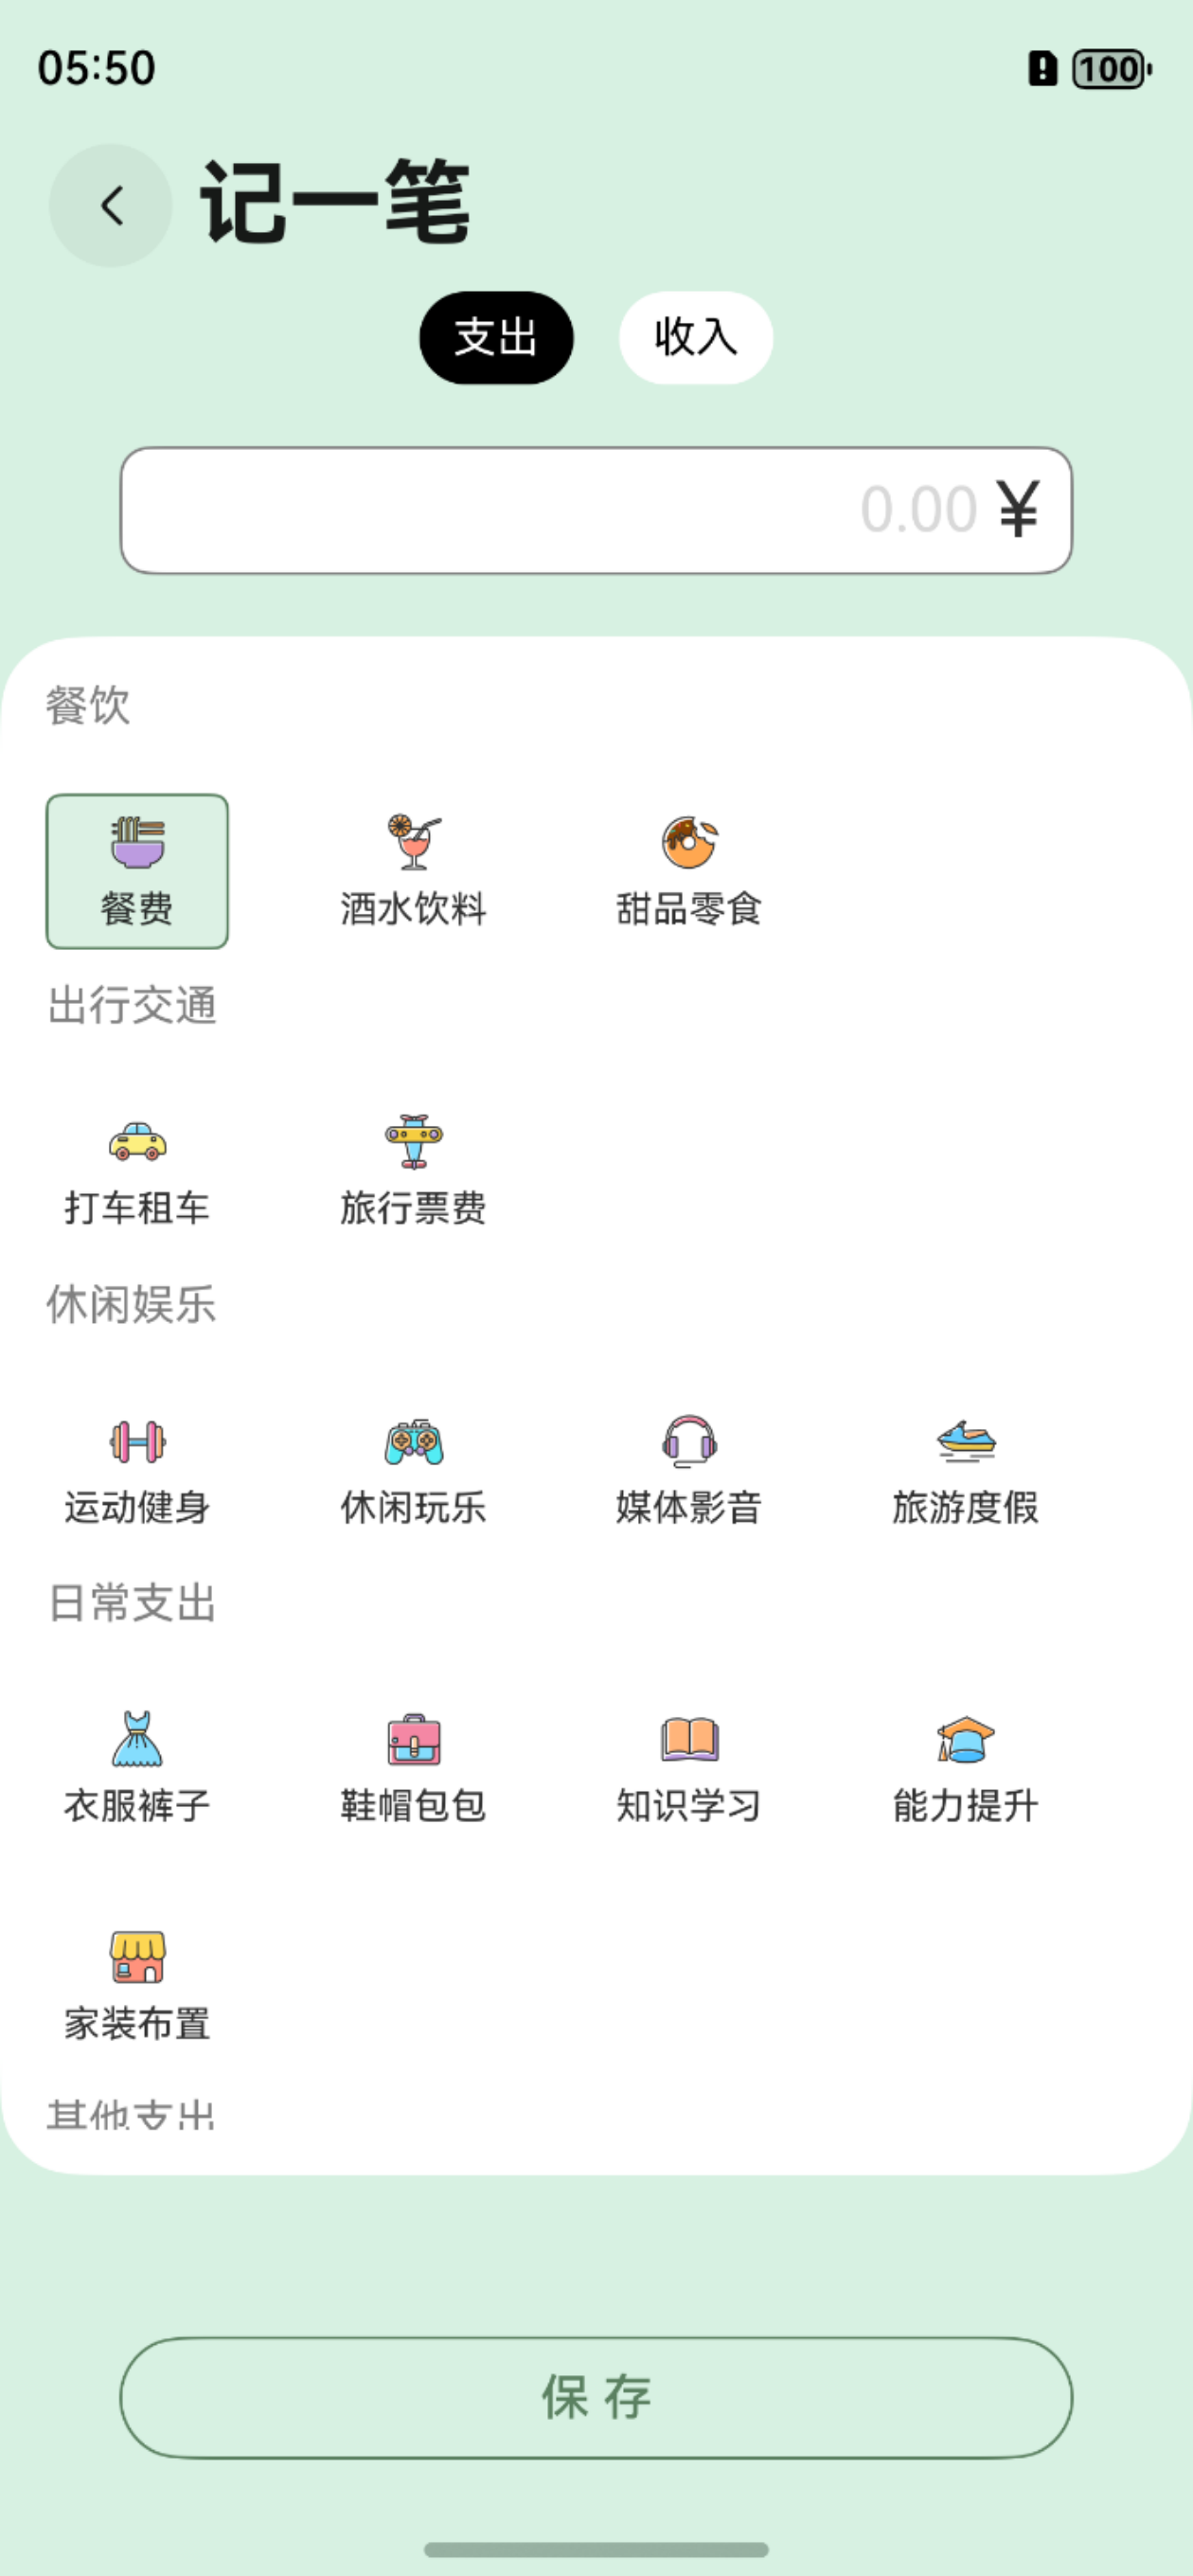 05:50
100
记一笔
支出 收入
0.00 ¥
餐饮
餐费 酒水饮料 甜品零食
出行交通
打车租车 旅行票费
休闲娱乐
运动健身 休闲玩乐 媒体影音 旅游度假
日常支出
衣服裤子 鞋帽包包 知识学习 能力提升
家装布置
其他支出
保存